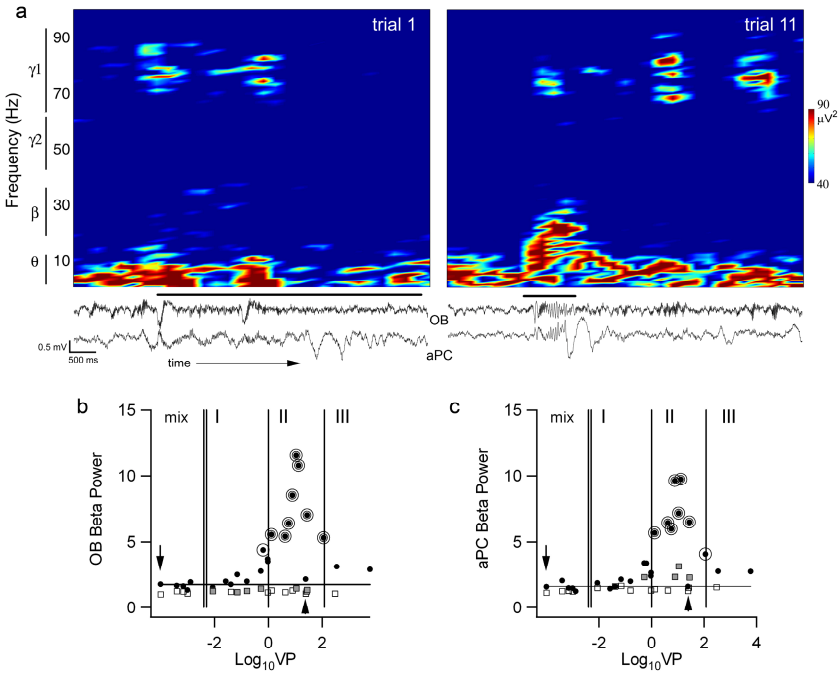 a
trial 1
trial 11
Frequency (Hz)
γ1
γ2
β
θ
90
70
50
30
10
90
μV2
40
OB
aPC
0.5 mV
500 ms
time
b
mix
I
II
III
OB Beta Power
15
10
5
0
-2
0
2
Log10VP
c
mix
I
II
III
aPC Beta Power
15
10
5
0
-2
0
2
4
Log10VP